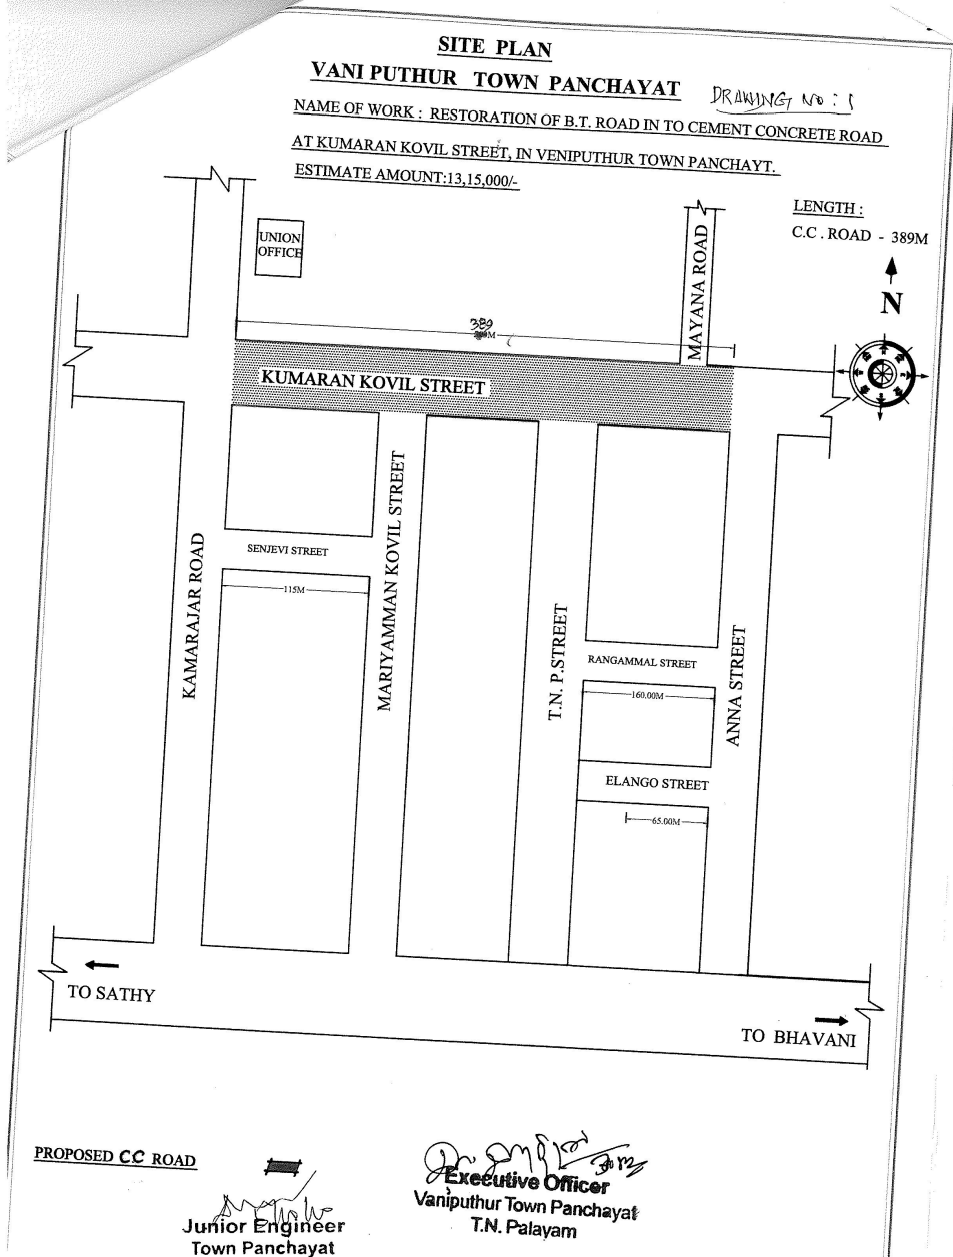 SITE PLAN
VANI PUTHUR TOWN PANCHAYAT
DRAWING NO : 1
NAME OF WORK : RESTORATION OF B.T. ROAD IN TO CEMENT CONCRETE ROAD
AT KUMARAN KOVIL STREET, IN VENIPUTHUR TOWN PANCHAYT.
ESTIMATE AMOUNT:13,15,000/-
LENGTH :
C.C . ROAD - 389M
UNION
OFFICE
MAYANA ROAD
N
389
M
KUMARAN KOVIL STREET
KAMARAJAR ROAD
SENJEVI STREET
115M
MARIYAMMAN KOVIL STREET
T.N. P.STREET
RANGAMMAL STREET
160.00M
ANNA STREET
ELANGO STREET
65.00M
TO SATHY
TO BHAVANI
PROPOSED CC ROAD
Junior Engineer
Town Panchayat
Executive Officer
Vaniputhur Town Panchayat
T.N. Palayam